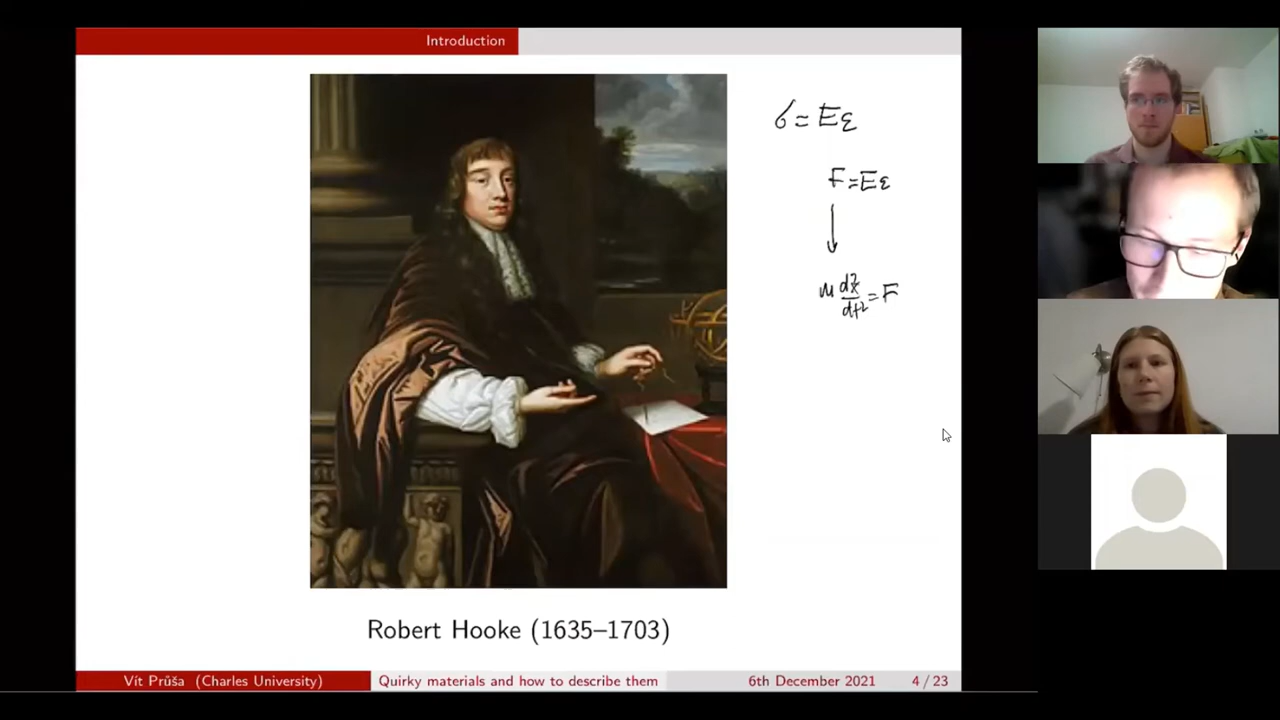 Introduction
σ = Eε
F = Eε
m d²x/dt² = F
Robert Hooke (1635–1703)
Vít Průša (Charles University) Quirky materials and how to describe them 6th December 2021 4 / 23